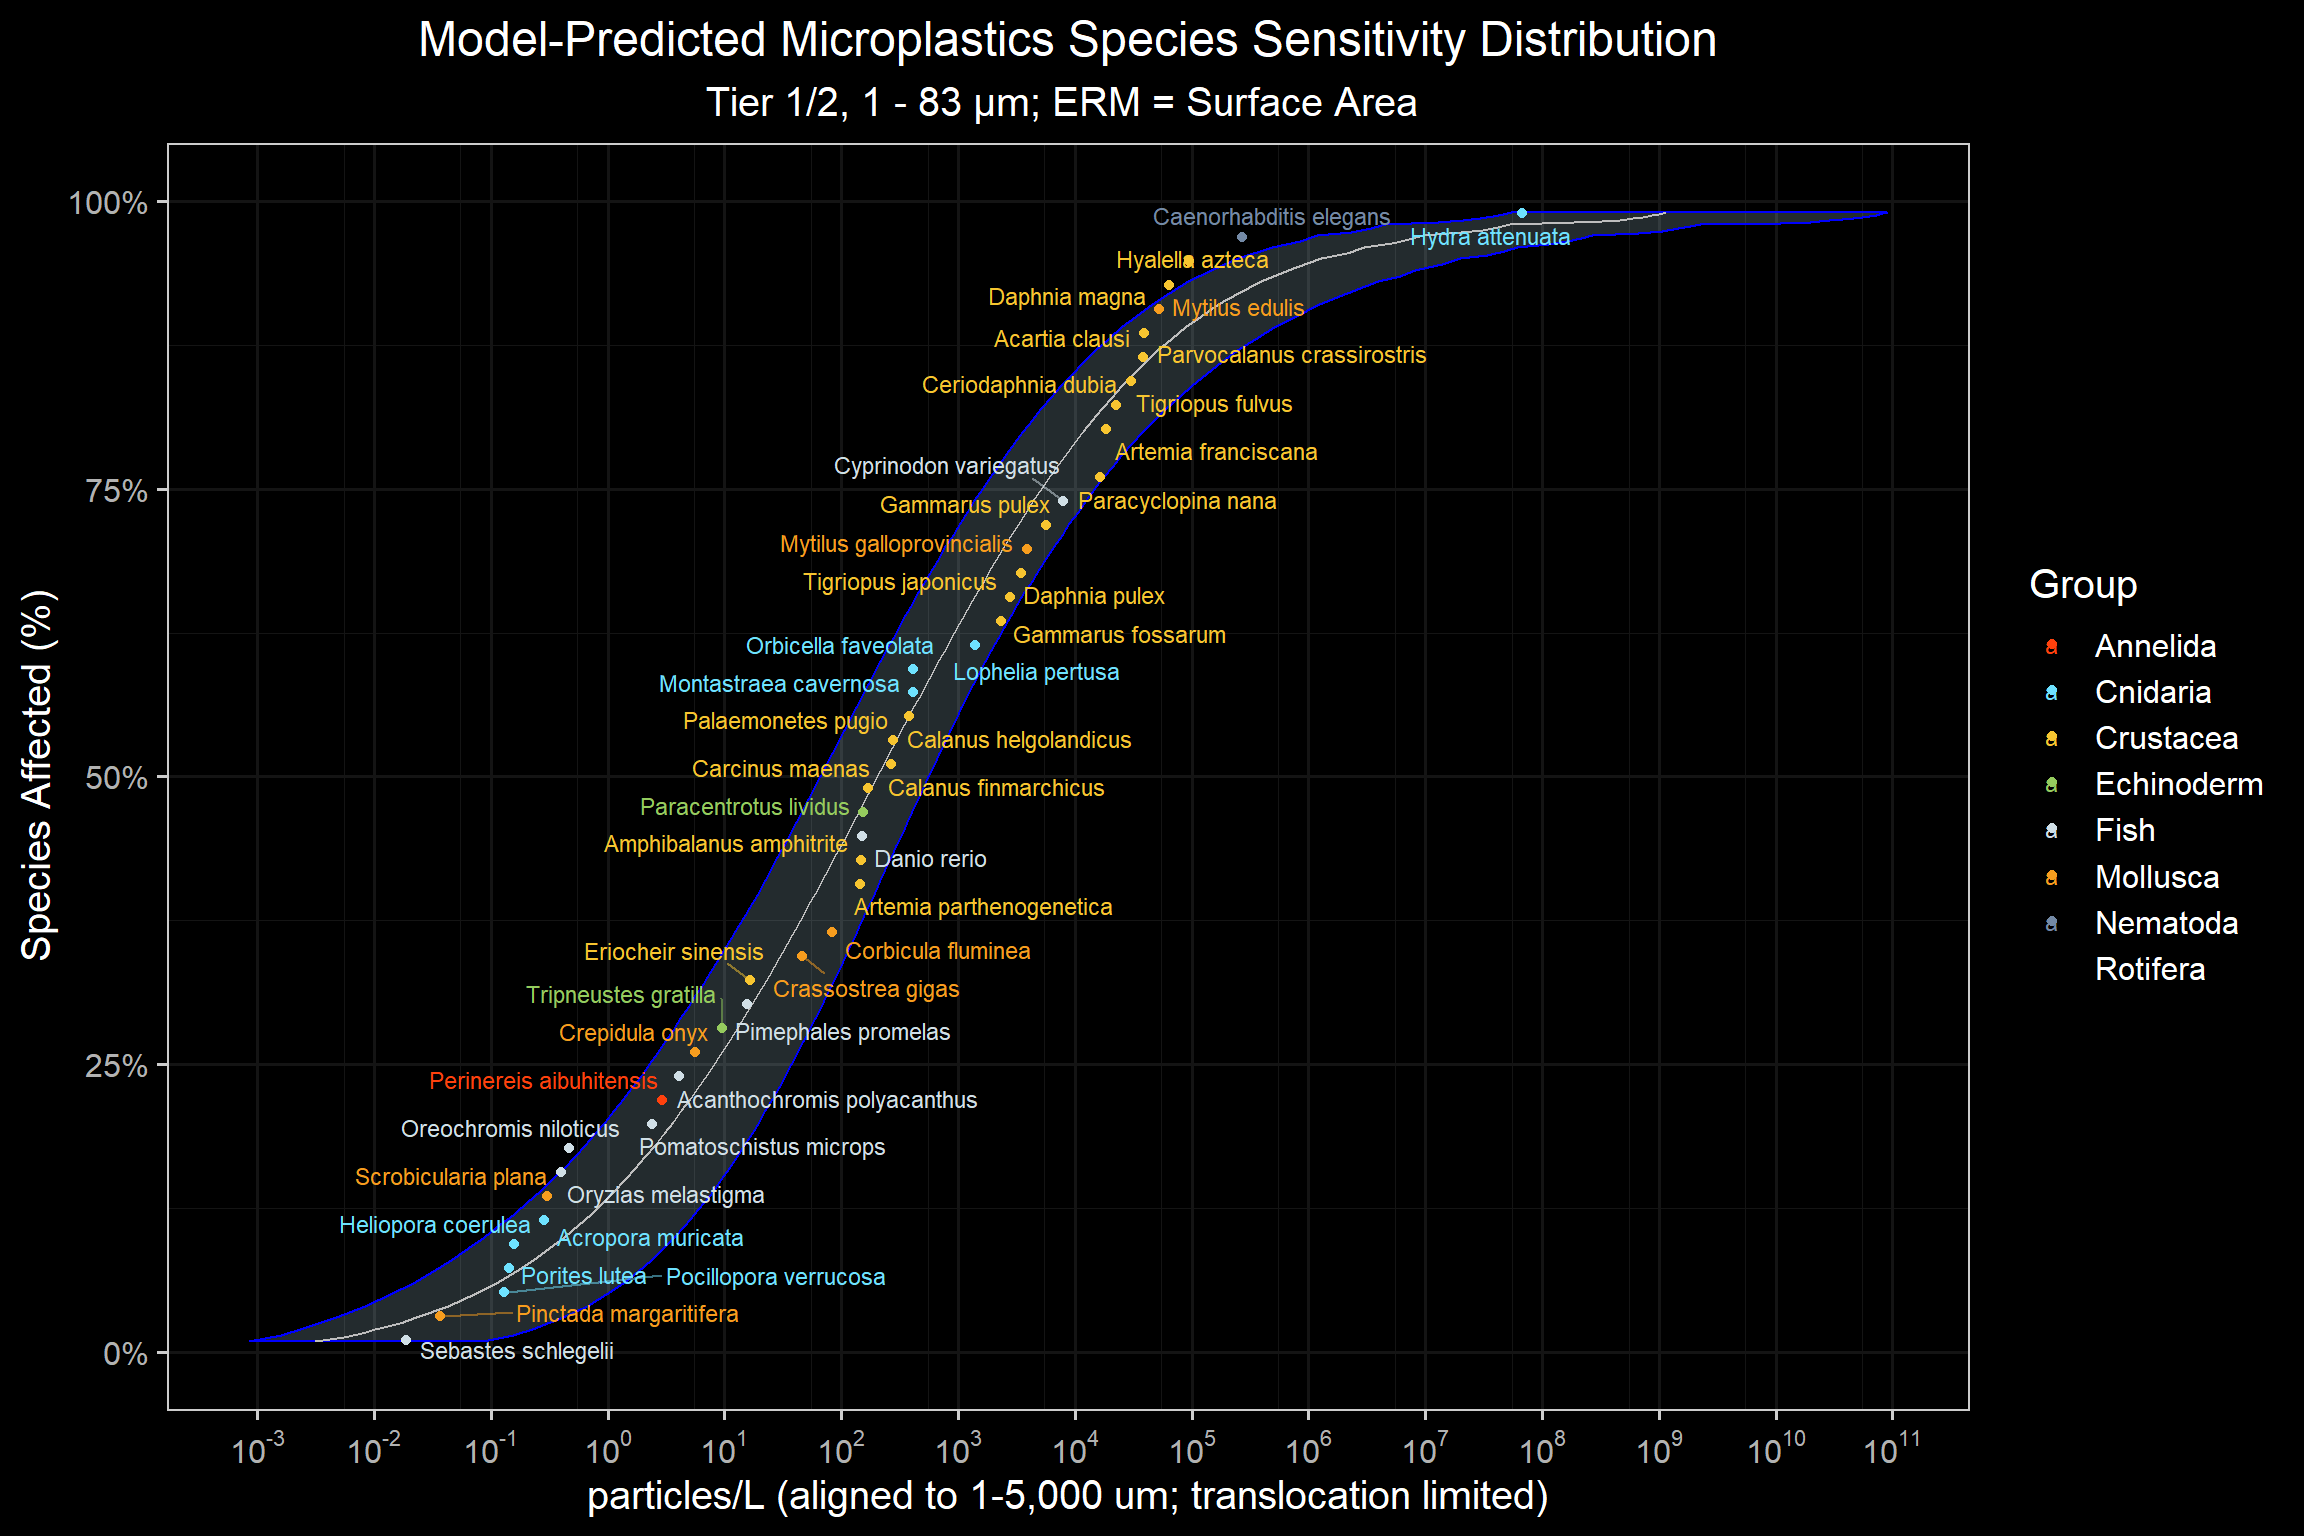 Model-Predicted Microplastics Species Sensitivity Distribution
Tier 1/2, 1 - 83 µm; ERM = Surface Area
Species Affected (%)
100%
75%
50%
25%
0%
Caenorhabditis elegans
Hydra attenuata
Hyalella azteca
Daphnia magna
Mytilus edulis
Acartia clausi
Parvocalanus crassirostris
Ceriodaphnia dubia
Tigriopus fulvus
Artemia franciscana
Cyprinodon variegatus
Paracyclopina nana
Gammarus pulex
Mytilus galloprovincialis
Tigriopus japonicus
Daphnia pulex
Gammarus fossarum
Orbicella faveolata
Lophelia pertusa
Montastraea cavernosa
Palaemonetes pugio
Calanus helgolandicus
Carcinus maenas
Calanus finmarchicus
Paracentrotus lividus
Amphibalanus amphitrite
Danio rerio
Artemia parthenogenetica
Eriocheir sinensis
Corbicula fluminea
Crassostrea gigas
Tripneustes gratilla
Crepidula onyx
Pimephales promelas
Perinereis aibuhitensis
Acanthochromis polyacanthus
Oreochromis niloticus
Pomatoschistus microps
Scrobicularia plana
Oryzias melastigma
Heliopora coerulea
Acropora muricata
Porites lutea
Pocillopora verrucosa
Pinctada margaritifera
Sebastes schlegelii
10⁻³ 10⁻² 10⁻¹ 10⁰ 10¹ 10² 10³ 10⁴ 10⁵ 10⁶ 10⁷ 10⁸ 10⁹ 10¹⁰ 10¹¹
particles/L (aligned to 1-5,000 um; translocation limited)
Group
a Annelida
a Cnidaria
a Crustacea
a Echinoderm
a Fish
a Mollusca
a Nematoda
Rotifera